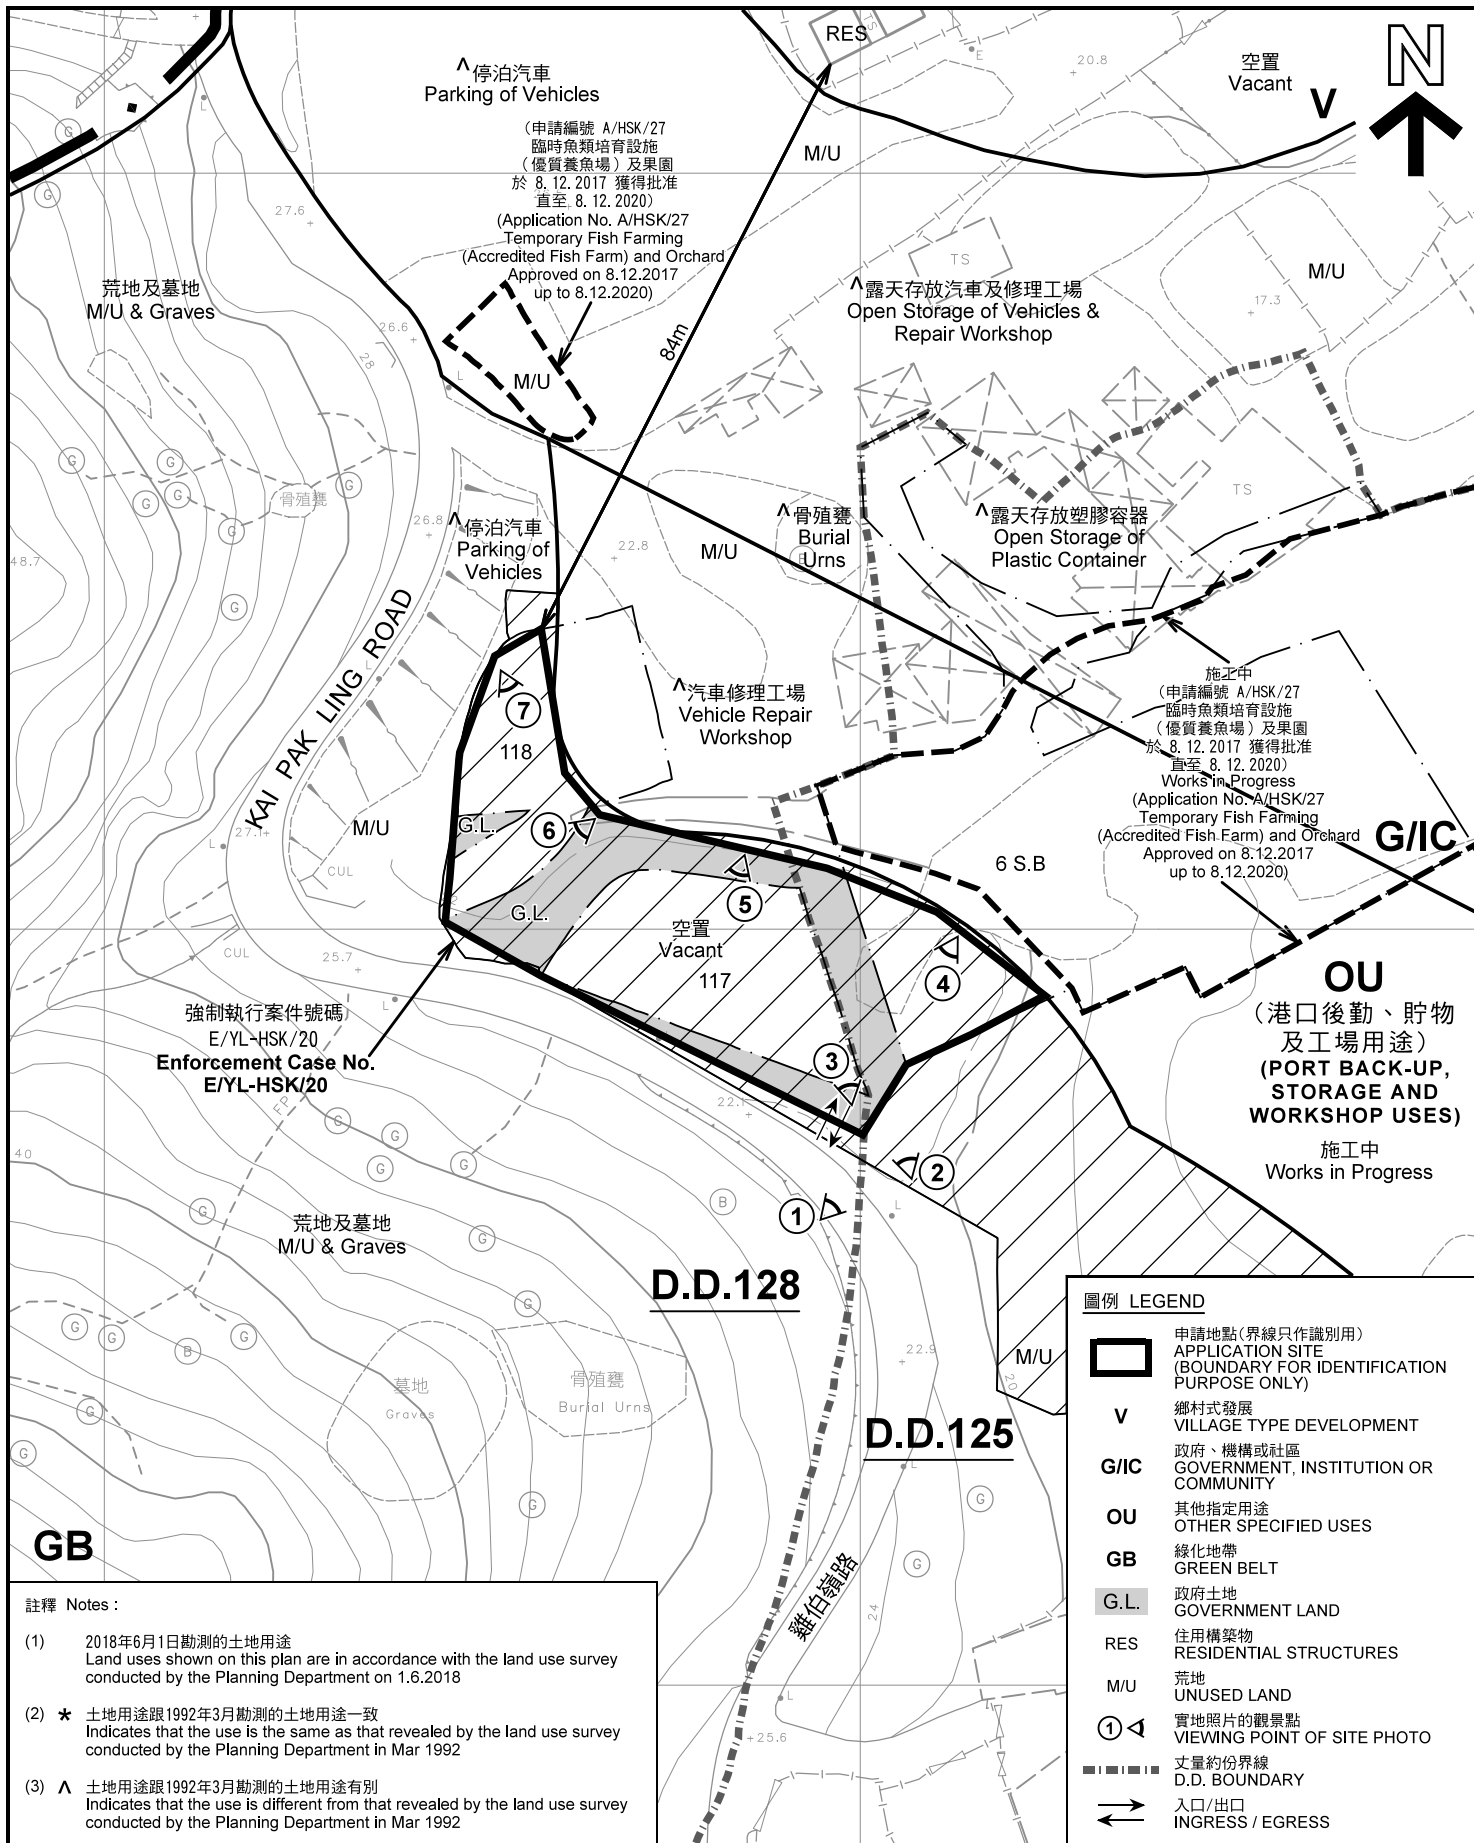 RES
TS
E
20.8
空置
Vacant
V
N
^停泊汽車
Parking of Vehicles
(申請編號 A/HSK/27
臨時魚類培育設施
(優質養魚場)及果園
於 8.12.2017 獲得批准
直至 8.12.2020)
(Application No. A/HSK/27
Temporary Fish Farming
(Accredited Fish Farm) and Orchard
Approved on 8.12.2017
up to 8.12.2020)
M/U
27.6
荒地及墓地
M/U & Graves
TS
M/U
^露天存放汽車及修理工場
Open Storage of Vehicles &
Repair Workshop
17.3
26.6
28
84m
M/U
骨殖甕
26.8
^停泊汽車
Parking of
Vehicles
22.8
M/U
^骨殖甕
Burial
Urns
^露天存放塑膠容器
Open Storage of
Plastic Container
TS
48.7
KAI PAK LING ROAD
施工中
(申請編號 A/HSK/27
臨時魚類培育設施
(優質養魚場)及果園
於 8.12.2017 獲得批准
直至 8.12.2020)
Works in Progress
(Application No. A/HSK/27
Temporary Fish Farming
(Accredited Fish Farm) and Orchard
Approved on 8.12.2017
up to 8.12.2020)
^汽車修理工場
Vehicle Repair
Workshop
7
118
27.1
M/U
G.L.
6
G/IC
6 S.B
CUL
G.L.
5
空置
Vacant
117
4
CUL
25.7
OU
(港口後勤、貯物
及工場用途)
(PORT BACK-UP,
STORAGE AND
WORKSHOP USES)
施工中
Works in Progress
強制執行案件號碼
E/YL-HSK/20
Enforcement Case No.
E/YL-HSK/20
3
FP
22.1
40
2
1
荒地及墓地
M/U & Graves
D.D.128
墓地
Graves
骨殖甕
Burial Urns
22.9
20
M/U
D.D.125
GB
雞伯嶺路
24
25.6
註釋 Notes :
(1) 2018年6月1日勘測的土地用途
Land uses shown on this plan are in accordance with the land use survey
conducted by the Planning Department on 1.6.2018
(2) * 土地用途跟1992年3月勘測的土地用途一致
Indicates that the use is the same as that revealed by the land use survey
conducted by the Planning Department in Mar 1992
(3) ^ 土地用途跟1992年3月勘測的土地用途有別
Indicates that the use is different from that revealed by the land use survey
conducted by the Planning Department in Mar 1992
圖例 LEGEND
申請地點(界線只作識別用)
APPLICATION SITE
(BOUNDARY FOR IDENTIFICATION
PURPOSE ONLY)
V 鄉村式發展
VILLAGE TYPE DEVELOPMENT
G/IC 政府、機構或社區
GOVERNMENT, INSTITUTION OR
COMMUNITY
OU 其他指定用途
OTHER SPECIFIED USES
GB 綠化地帶
GREEN BELT
G.L. 政府土地
GOVERNMENT LAND
RES 住用構築物
RESIDENTIAL STRUCTURES
M/U 荒地
UNUSED LAND
1 實地照片的觀景點
VIEWING POINT OF SITE PHOTO
丈量約份界線
D.D. BOUNDARY
入口/出口
INGRESS / EGRESS